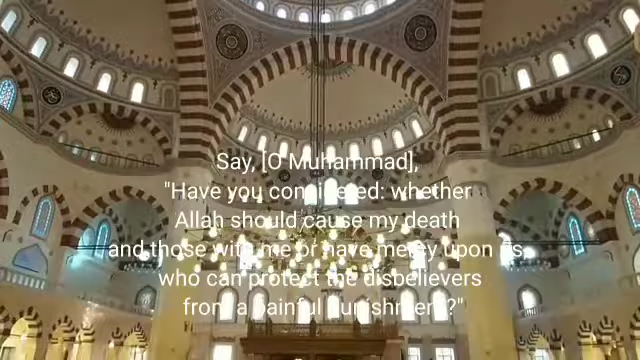 Say, [O Muhammad],
"Have you considered: whether
Allah should cause my death
and those with me or have mercy upon us,
who can protect the disbelievers
from a painful punishment?"